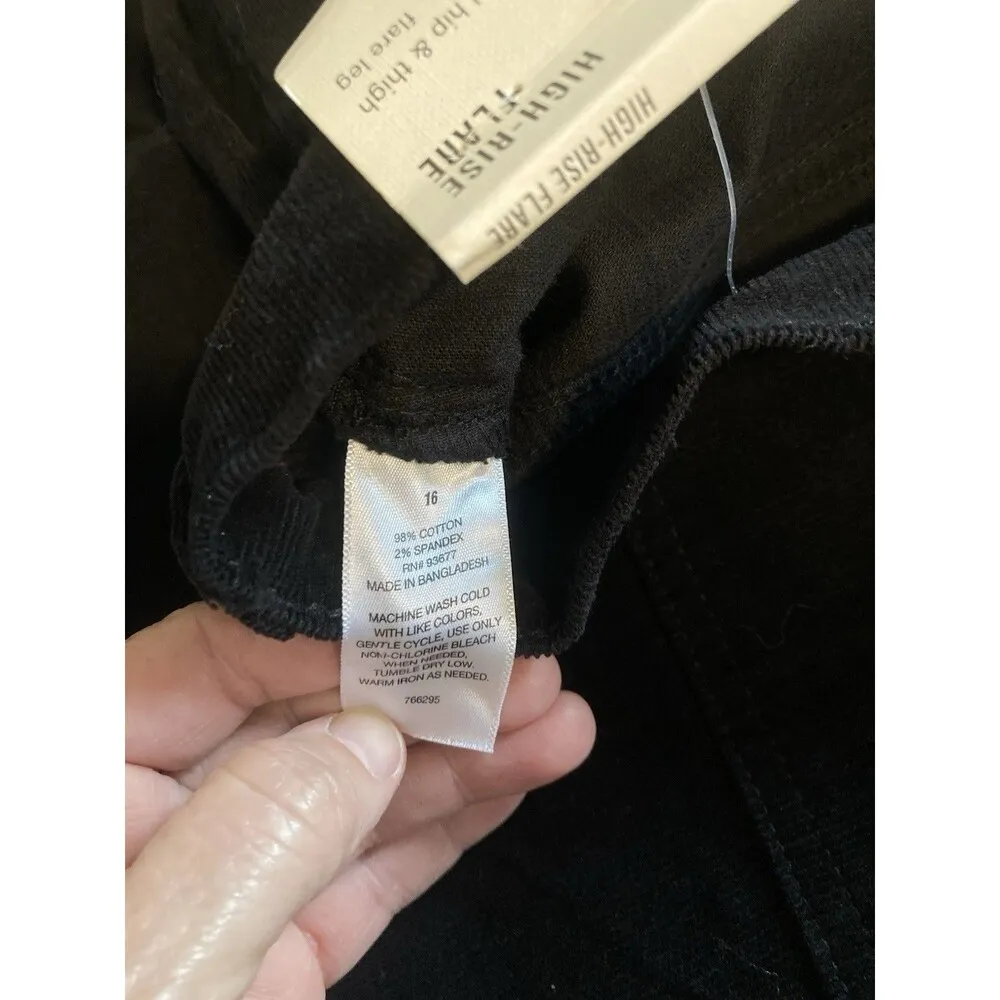 hip & thigh
flare leg
HIGH-RISE
FLARE
HIGH-RISE FLARE
16
98% COTTON
2% SPANDEX
RN# 93677
MADE IN BANGLADESH
MACHINE WASH COLD
WITH LIKE COLORS,
GENTLE CYCLE, USE ONLY
NON-CHLORINE BLEACH
WHEN NEEDED,
TUMBLE DRY LOW.
WARM IRON AS NEEDED.
766295